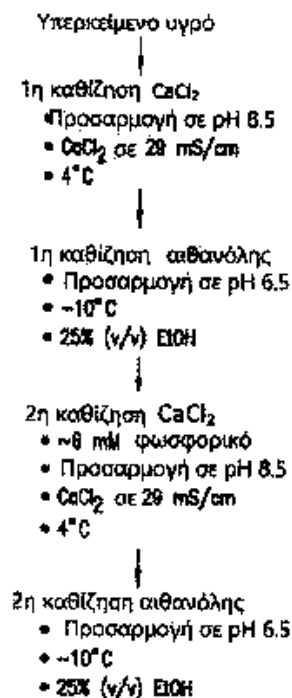 Υπερκείμενο υγρό
1η καθίζηση CaCl₂
•Προσαρμογή σε pH 8.5
• CaCl₂ σε 29 mS/cm
• 4°C
1η καθίζηση αιθανόλης
• Προσαρμογή σε pH 6.5
• ~10°C
• 25% (v/v) EtOH
2η καθίζηση CaCl₂
• ~8 mM φωσφορικό
• Προσαρμογή σε pH 8.5
• CaCl₂ σε 29 mS/cm
• 4°C
2η καθίζηση αιθανόλης
• Προσαρμογή σε pH 6.5
• ~10°C
• 25% (v/v) EtOH